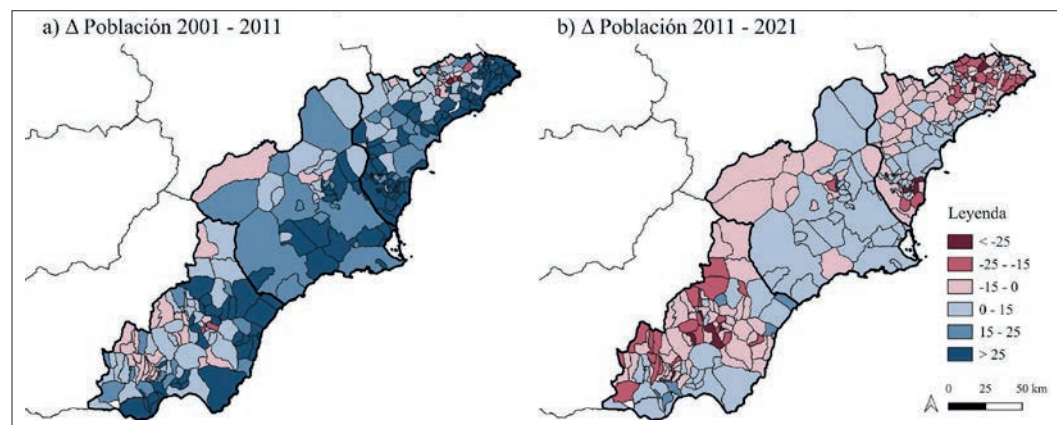 a) Δ Población 2001 - 2011
b) Δ Población 2011 - 2021
Leyenda
< -25
-25 - -15
-15 - 0
0 - 15
15 - 25
> 25
0 25 50 km